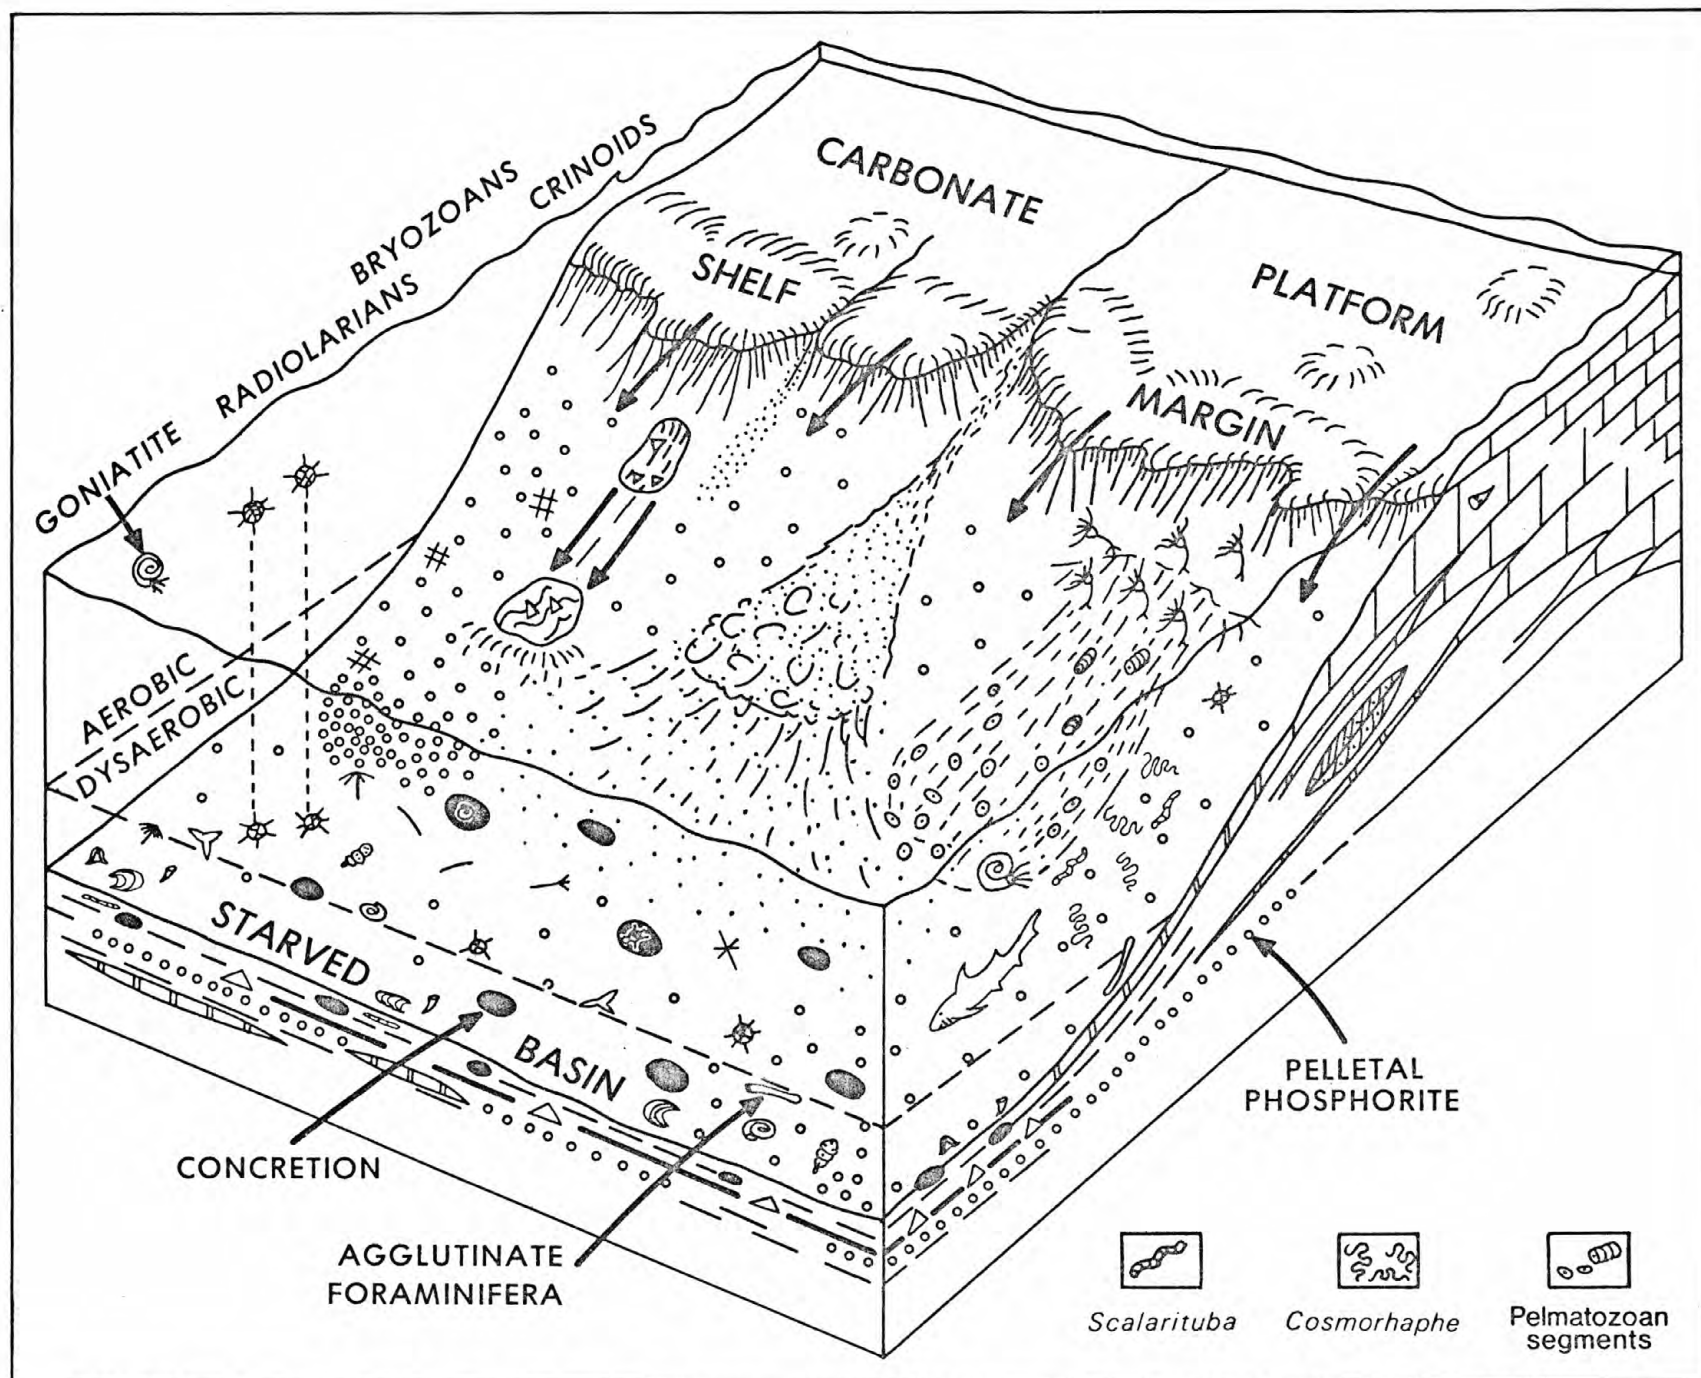 CARBONATE
PLATFORM
SHELF
MARGIN
BRYOZOANS
CRINOIDS
RADIOLARIANS
GONIATITE
AEROBIC
DYSAEROBIC
STARVED
BASIN
CONCRETION
AGGLUTINATE
FORAMINIFERA
PELLETAL
PHOSPHORITE
Scalarituba
Cosmorhaphe
Pelmatozoan
segments